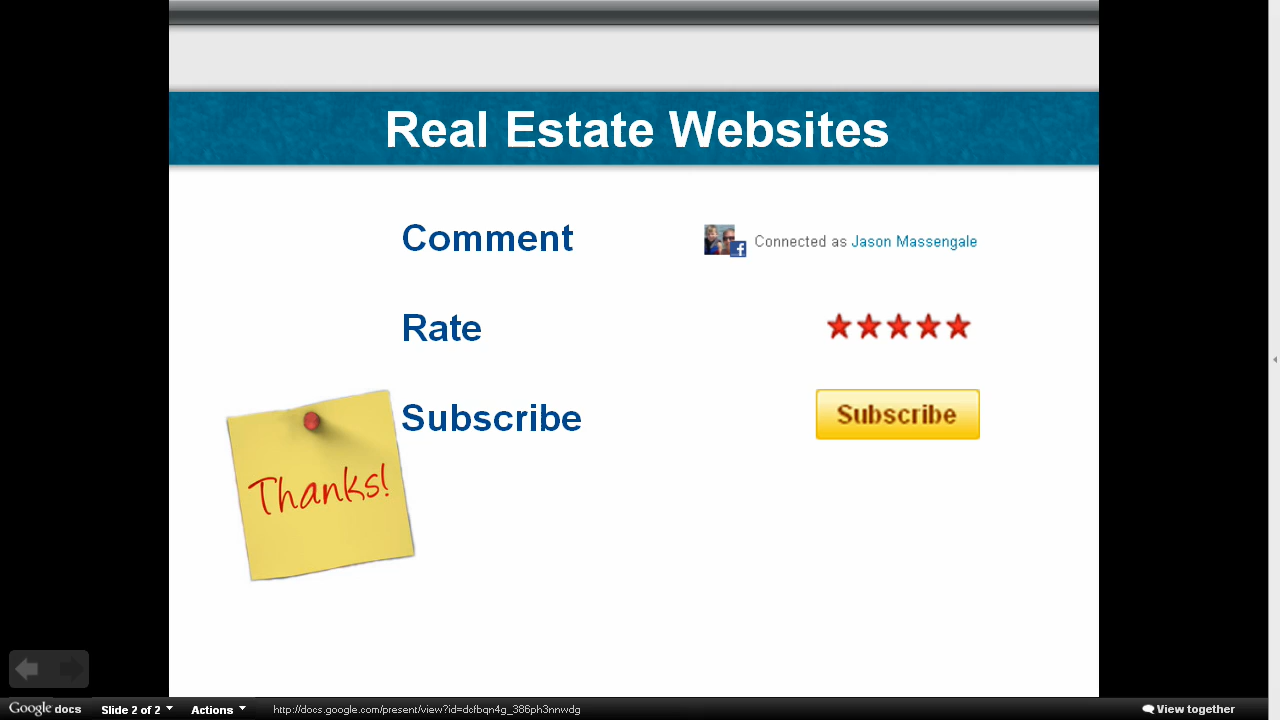 Real Estate Websites
Comment
f Connected as Jason Massengale
Rate
Subscribe
Subscribe
Thanks!
Google docs Slide 2 of 2 Actions http://docs.google.com/present/view?id=dcfbqn4g_386ph3nnwdg View together